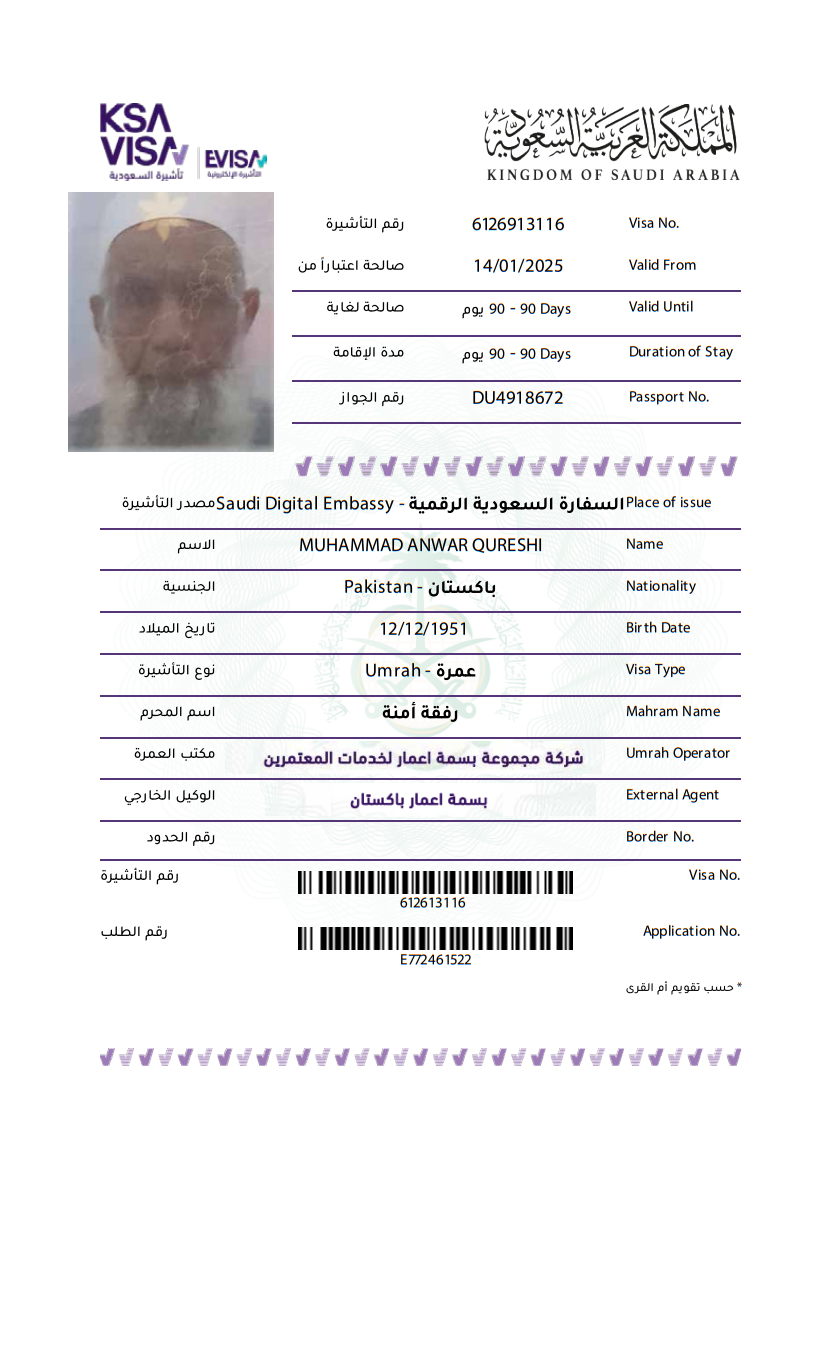 KSA
VISA
تأشيرة السعودية
EVISA
التأشيرة الإلكترونية
المملكة العربية السعودية
KINGDOM OF SAUDI ARABIA
رقم التأشيرة 6126913116 Visa No.
صالحة اعتباراً من 14/01/2025 Valid From
صالحة لغاية 90 - 90 Days يوم Valid Until
مدة الإقامة 90 - 90 Days يوم Duration of Stay
رقم الجواز DU4918672 Passport No.
مصدر التأشيرة Saudi Digital Embassy - السفارة السعودية الرقمية Place of issue
الاسم MUHAMMAD ANWAR QURESHI Name
الجنسية Pakistan - باكستان Nationality
تاريخ الميلاد 12/12/1951 Birth Date
نوع التأشيرة Umrah - عمرة Visa Type
اسم المحرم رفقة أمنة Mahram Name
مكتب العمرة شركة مجموعة بسمة اعمار لخدمات المعتمرين Umrah Operator
الوكيل الخارجي بسمة اعمار باكستان External Agent
رقم الحدود Border No.
رقم التأشيرة Visa No.
612613116
رقم الطلب Application No.
E772461522
* حسب تقويم أم القرى